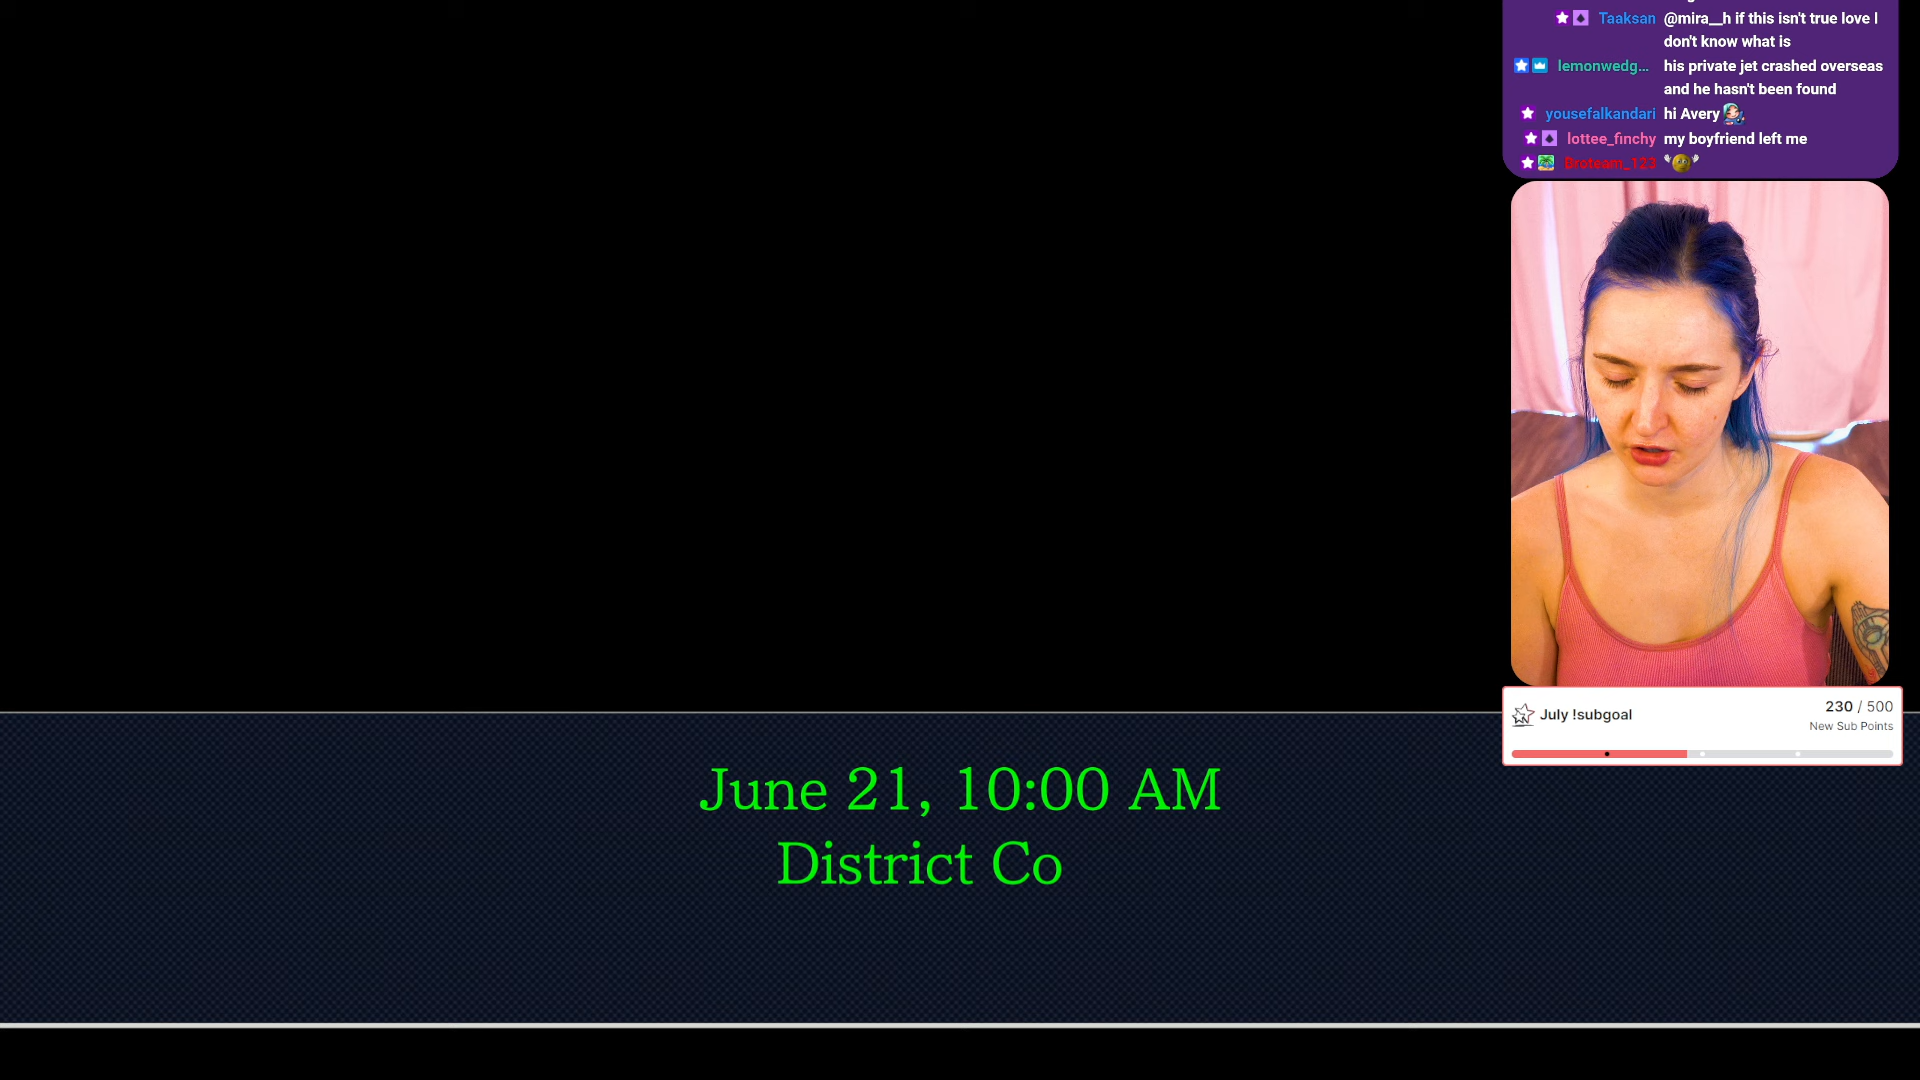 Taaksan @mira__h if this isn't true love I
don't know what is
lemonwedg... his private jet crashed overseas
and he hasn't been found
yousefalkandari hi Avery
lottee_finchy my boyfriend left me
Broteam_123
July !subgoal
230 / 500
New Sub Points
June 21, 10:00 AM
District Co